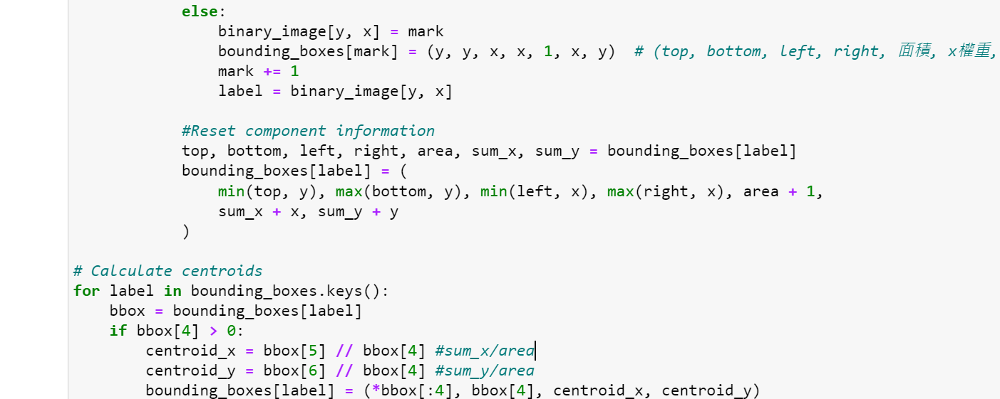 else:
binary_image[y, x] = mark
bounding_boxes[mark] = (y, y, x, x, 1, x, y)  # (top, bottom, left, right, 面積, x權重,
mark += 1
label = binary_image[y, x]
#Reset component information
top, bottom, left, right, area, sum_x, sum_y = bounding_boxes[label]
bounding_boxes[label] = (
min(top, y), max(bottom, y), min(left, x), max(right, x), area + 1,
sum_x + x, sum_y + y
)
# Calculate centroids
for label in bounding_boxes.keys():
bbox = bounding_boxes[label]
if bbox[4] > 0:
centroid_x = bbox[5] // bbox[4] #sum_x/area
centroid_y = bbox[6] // bbox[4] #sum_y/area
bounding_boxes[label] = (*bbox[:4], bbox[4], centroid_x, centroid_y)